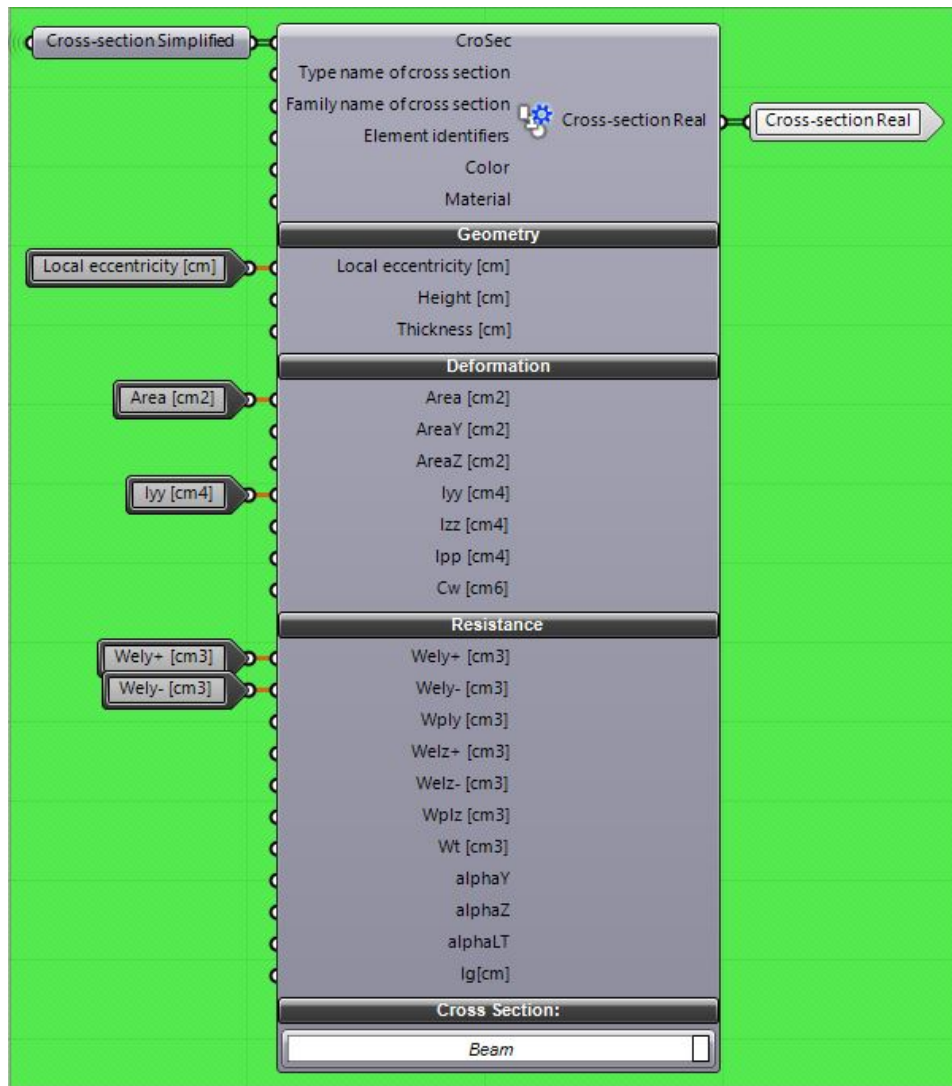 Cross-section Simplified
CroSec
Type name of cross section
Family name of cross section
Cross-section Real
Cross-section Real
Element identifiers
Color
Material
Geometry
Local eccentricity [cm]
Local eccentricity [cm]
Height [cm]
Thickness [cm]
Deformation
Area [cm2]
Area [cm2]
AreaY [cm2]
AreaZ [cm2]
Iyy [cm4]
Iyy [cm4]
Izz [cm4]
Ipp [cm4]
Cw [cm6]
Resistance
Wely+ [cm3]
Wely+ [cm3]
Wely- [cm3]
Wely- [cm3]
Wply [cm3]
Welz+ [cm3]
Welz- [cm3]
Wplz [cm3]
Wt [cm3]
alphaY
alphaZ
alphaLT
lg[cm]
Cross Section:
Beam